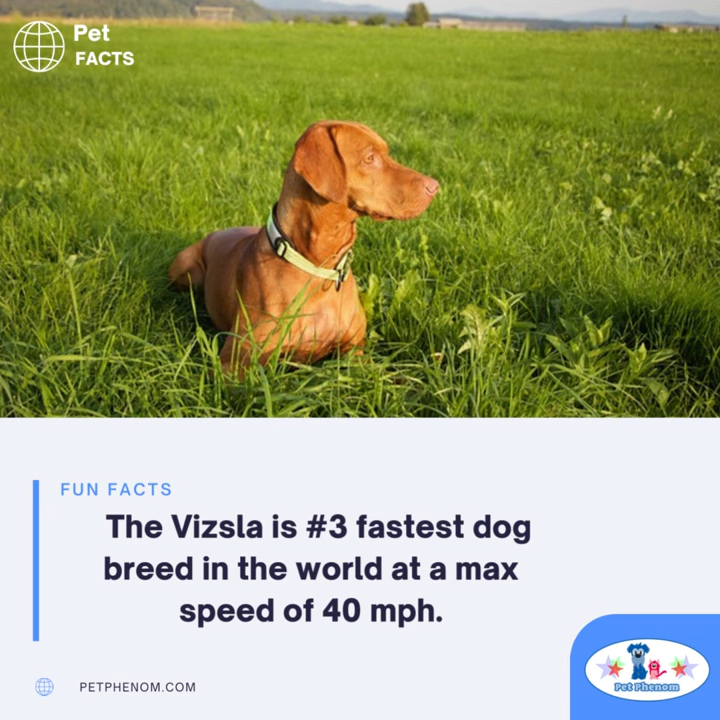 Pet
FACTS
FUN FACTS
The Vizsla is #3 fastest dog
breed in the world at a max
speed of 40 mph.
PETPHENOM.COM
Pet Phenom